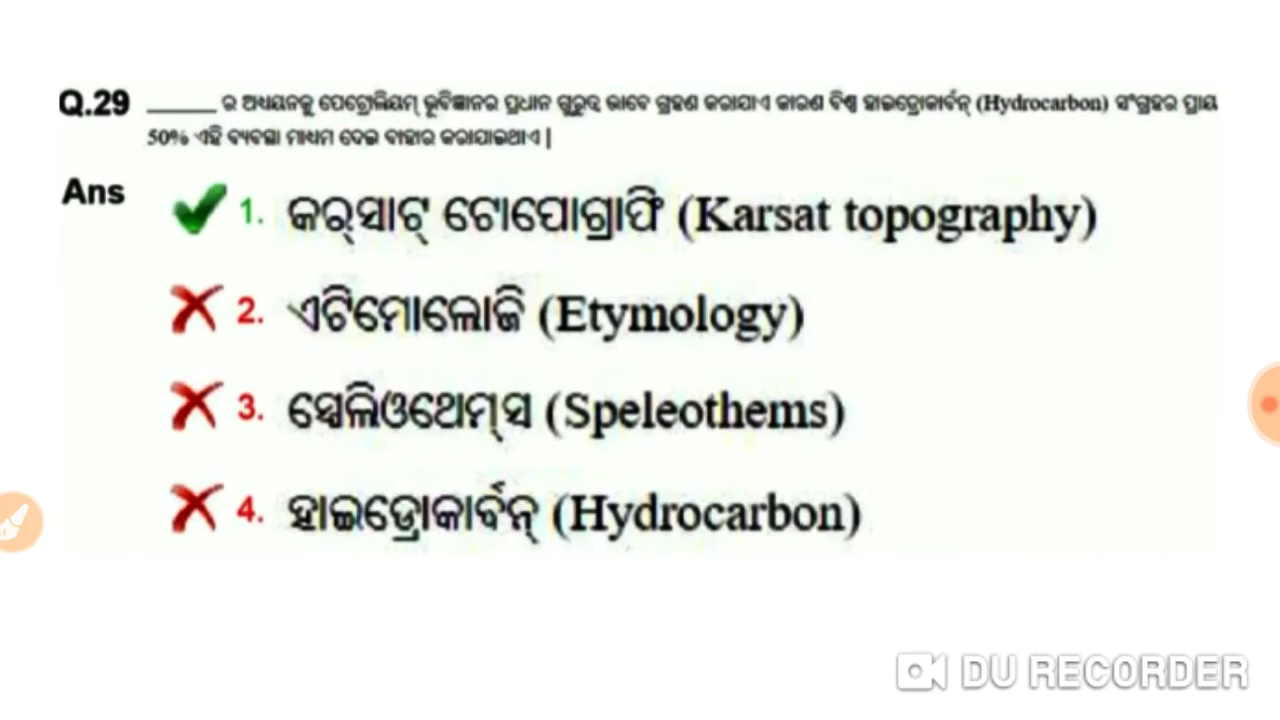 Q.29 ______ ର ଅଧ୍ୟୟନକୁ ପେଟ୍ରୋଲିୟମ୍ ଭୂବିଜ୍ଞାନର ପ୍ରଧାନ ଗୁରୁତ୍ୱ ଭାବେ ଗ୍ରହଣ କରାଯାଏ କାରଣ ବିଶ୍ୱ ହାଇଡ୍ରୋକାର୍ବନ୍ (Hydrocarbon) ସଂଗ୍ରହର ପ୍ରାୟ
50% ଏହି ବ୍ୟବସ୍ଥା ମାଧ୍ୟମ ଦେଇ ବାହାର କରାଯାଇଥାଏ |
Ans 1. କର୍ସାଟ୍ ଟୋପୋଗ୍ରାଫି (Karsat topography)
2. ଏଟିମୋଲୋଜି (Etymology)
3. ସ୍ପେଲିଓଥେମ୍ସ (Speleothems)
4. ହାଇଡ୍ରୋକାର୍ବନ୍ (Hydrocarbon)
DU RECORDER